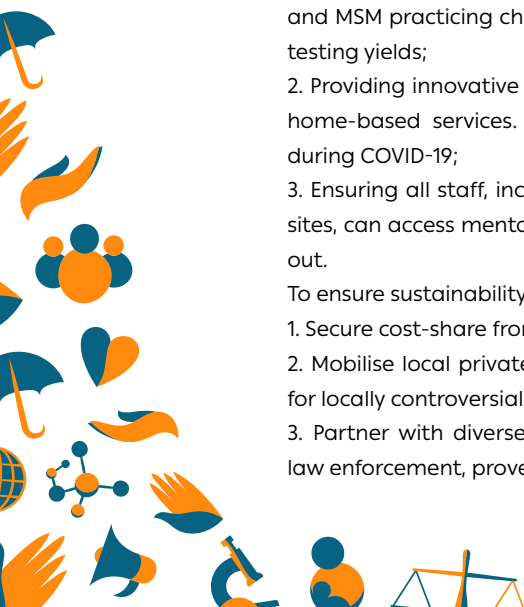 and MSM practicing ch
testing yields;
2. Providing innovative
home-based services.
during COVID-19;
3. Ensuring all staff, inc
sites, can access menta
out.
To ensure sustainability
1. Secure cost-share fro
2. Mobilise local private
for locally controversial
3. Partner with diverse
law enforcement, prove